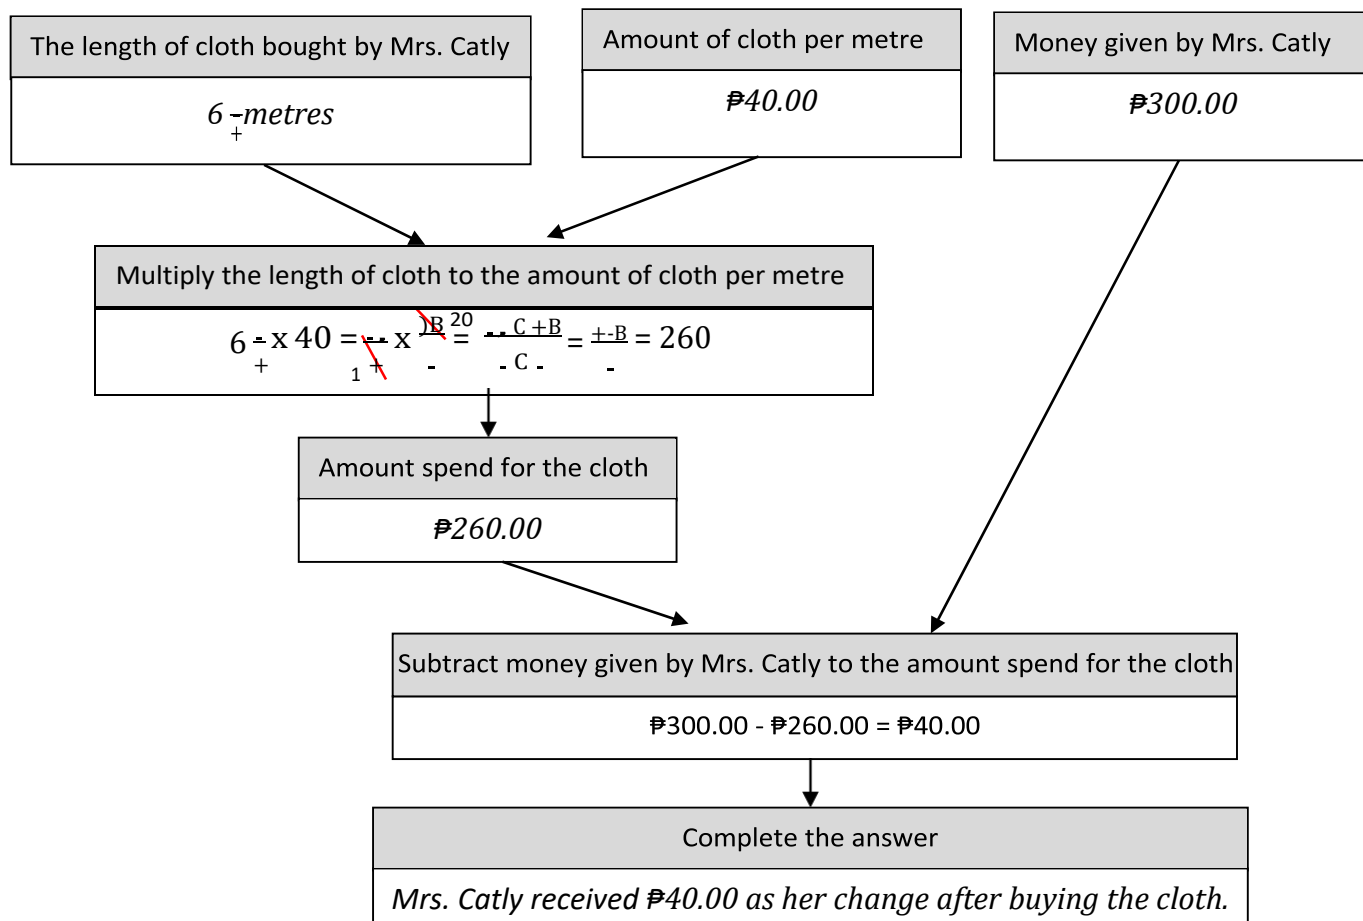 The length of cloth bought by Mrs. Catly
6 - metres
+
Amount of cloth per metre
₱40.00
Money given by Mrs. Catly
₱300.00
Multiply the length of cloth to the amount of cloth per metre
6 - x 40 = -- x )B 20 = -- C +B = +-B = 260
+ 1 + - - C - -
Amount spend for the cloth
₱260.00
Subtract money given by Mrs. Catly to the amount spend for the cloth
₱300.00 - ₱260.00 = ₱40.00
Complete the answer
Mrs. Catly received ₱40.00 as her change after buying the cloth.